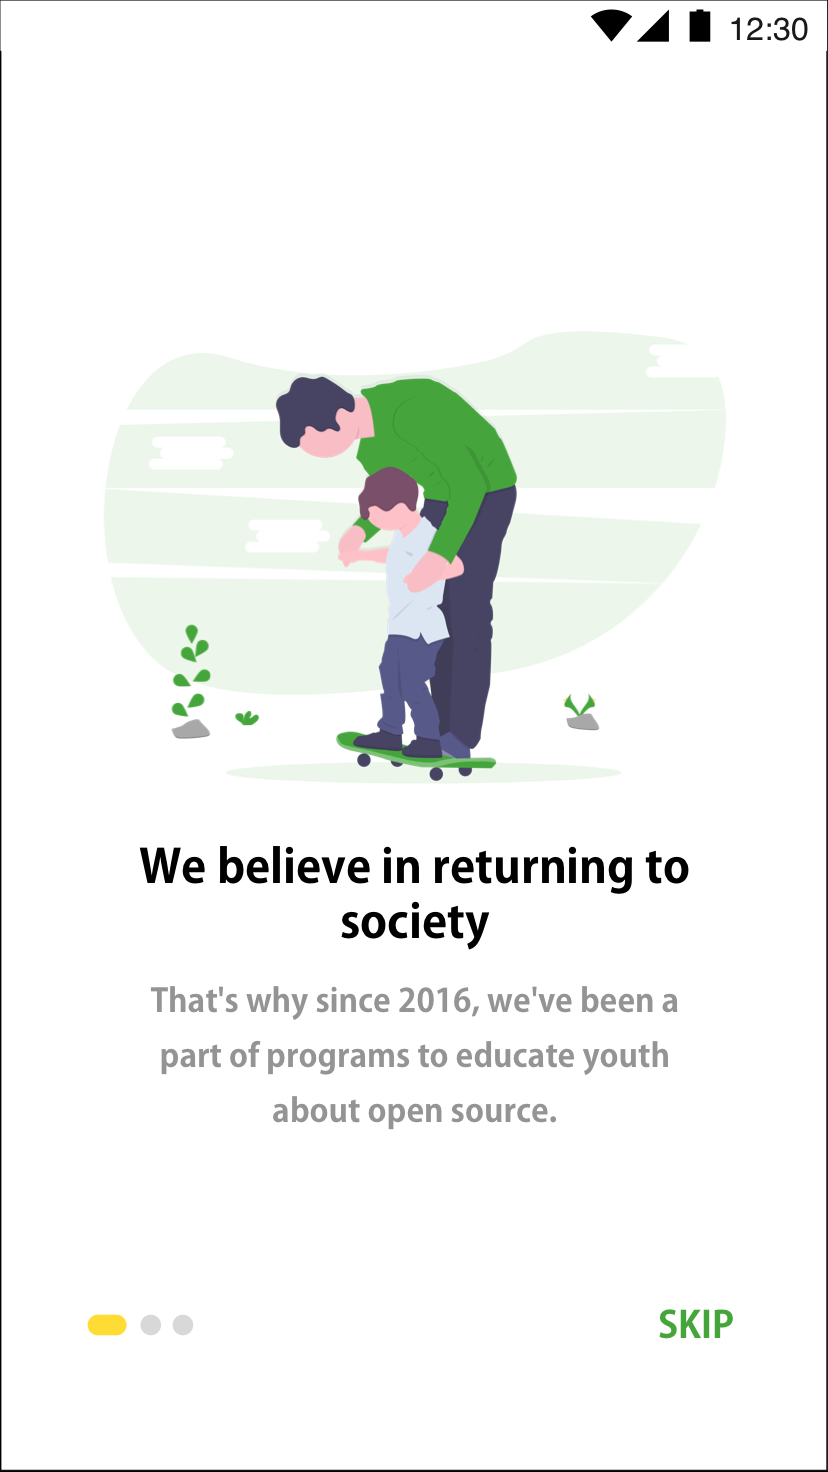 12:30
We believe in returning to
society
That's why since 2016, we've been a
part of programs to educate youth
about open source.
SKIP